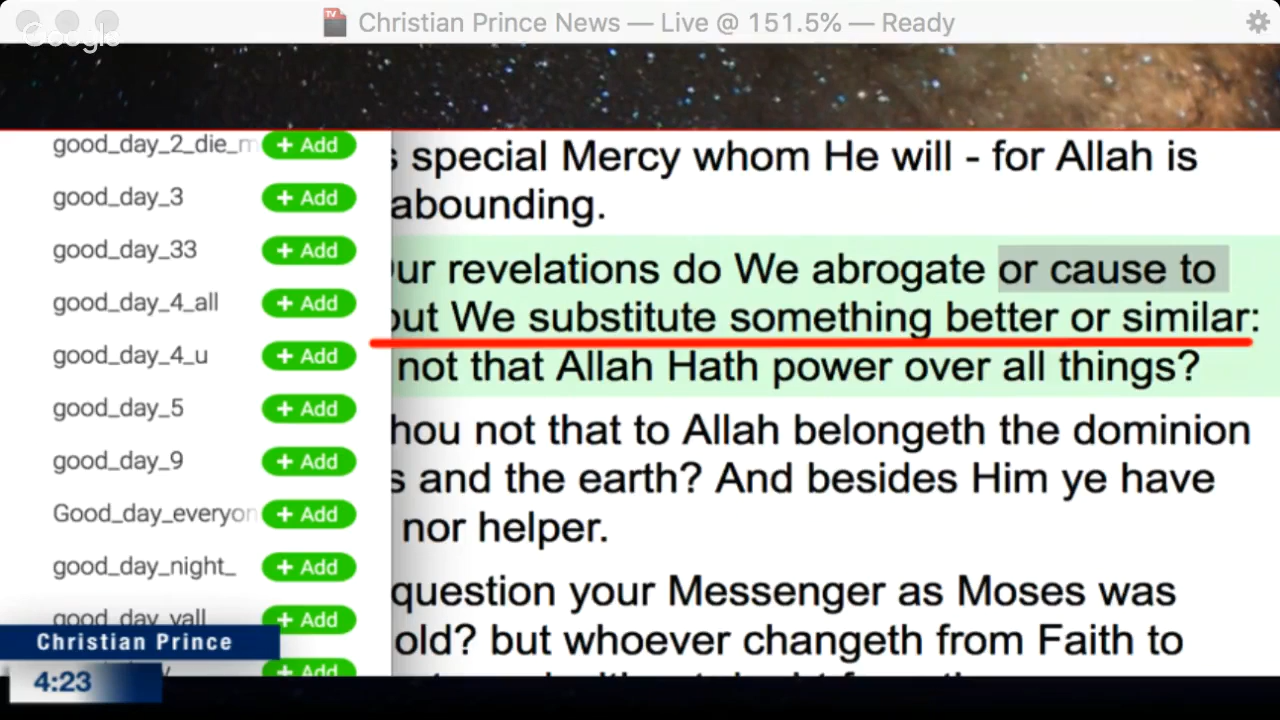 Christian Prince News — Live @ 151.5% — Ready
Google
TV
good_day_2_die_m + Add
good_day_3 + Add
good_day_33 + Add
good_day_4_all + Add
good_day_4_u + Add
good_day_5 + Add
good_day_9 + Add
Good_day_everyon + Add
good_day_night_ + Add
good_day_yall + Add
+ Add
special Mercy whom He will - for Allah is
abounding.
ur revelations do We abrogate or cause to
but We substitute something better or similar:
not that Allah Hath power over all things?
hou not that to Allah belongeth the dominion
s and the earth? And besides Him ye have
nor helper.
question your Messenger as Moses was
old? but whoever changeth from Faith to
Christian Prince
4:23